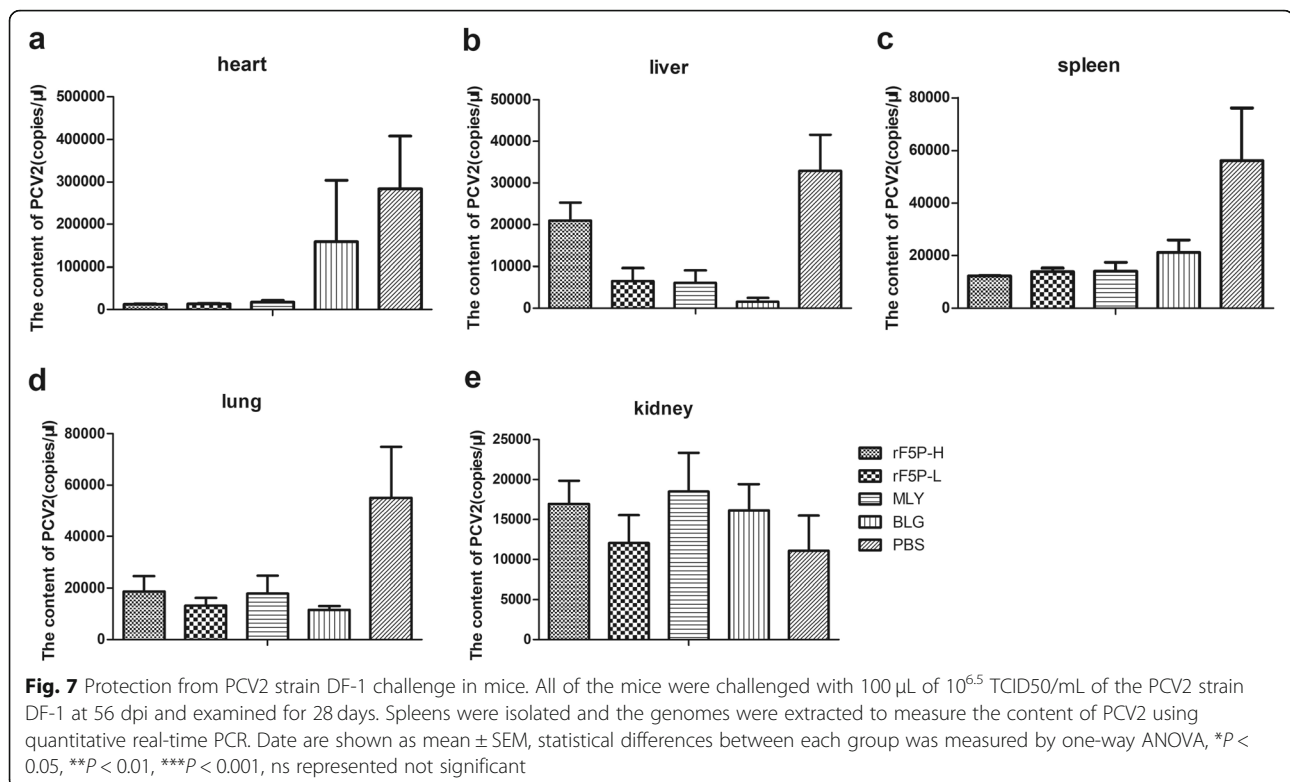 a
heart
The content of PCV2(copies/µl)
500000
400000
300000
200000
100000
0
b
liver
The content of PCV2(copies/µl)
50000
40000
30000
20000
10000
0
c
spleen
The content of PCV2(copies/µl)
80000
60000
40000
20000
0
d
lung
The content of PCV2(copies/µl)
80000
60000
40000
20000
0
e
kidney
The content of PCV2(copies/µl)
25000
20000
15000
10000
5000
0
rF5P-H
rF5P-L
MLY
BLG
PBS
Fig. 7 Protection from PCV2 strain DF-1 challenge in mice. All of the mice were challenged with 100 μL of 10^6.5 TCID50/mL of the PCV2 strain
DF-1 at 56 dpi and examined for 28 days. Spleens were isolated and the genomes were extracted to measure the content of PCV2 using
quantitative real-time PCR. Date are shown as mean ± SEM, statistical differences between each group was measured by one-way ANOVA, *P <
0.05, **P < 0.01, ***P < 0.001, ns represented not significant